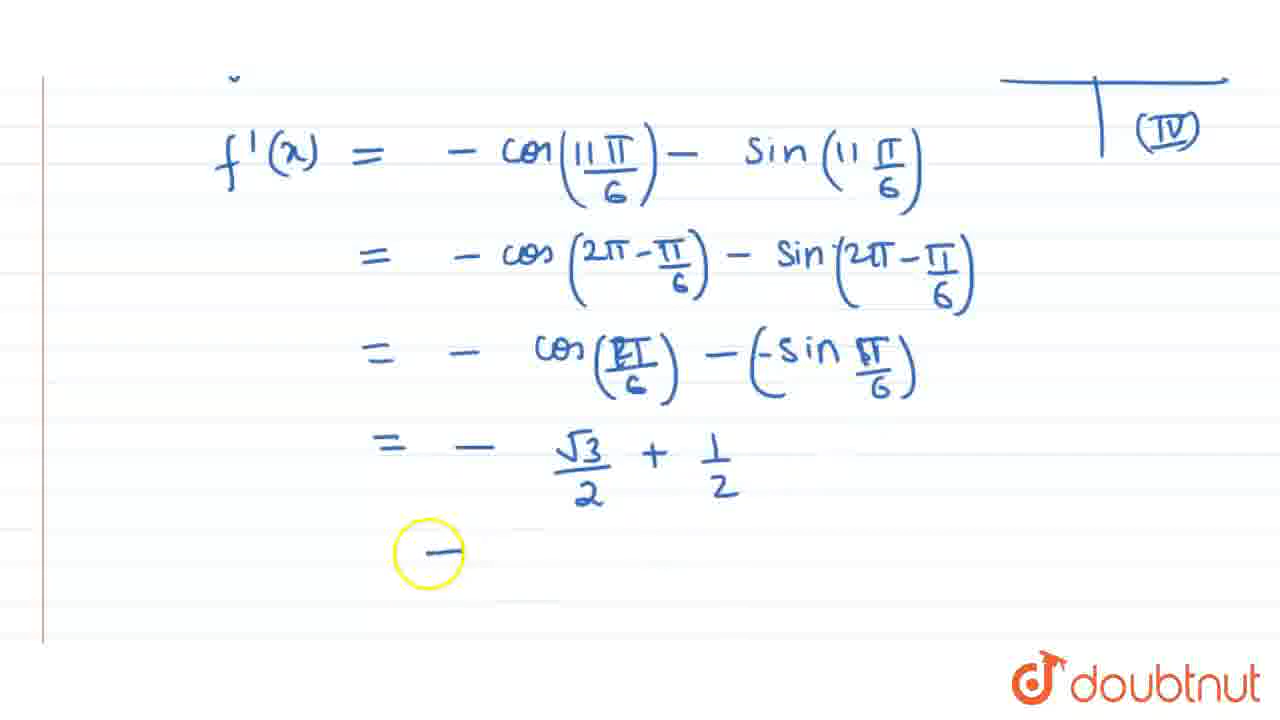 f'(x) = - cos(11π/6) - sin(11 π/6)
(IV)
= - cos(2π - π/6) - sin(2π - π/6)
= - cos(π/6) - (-sin π/6)
= - √3/2 + 1/2
-
doubtnut